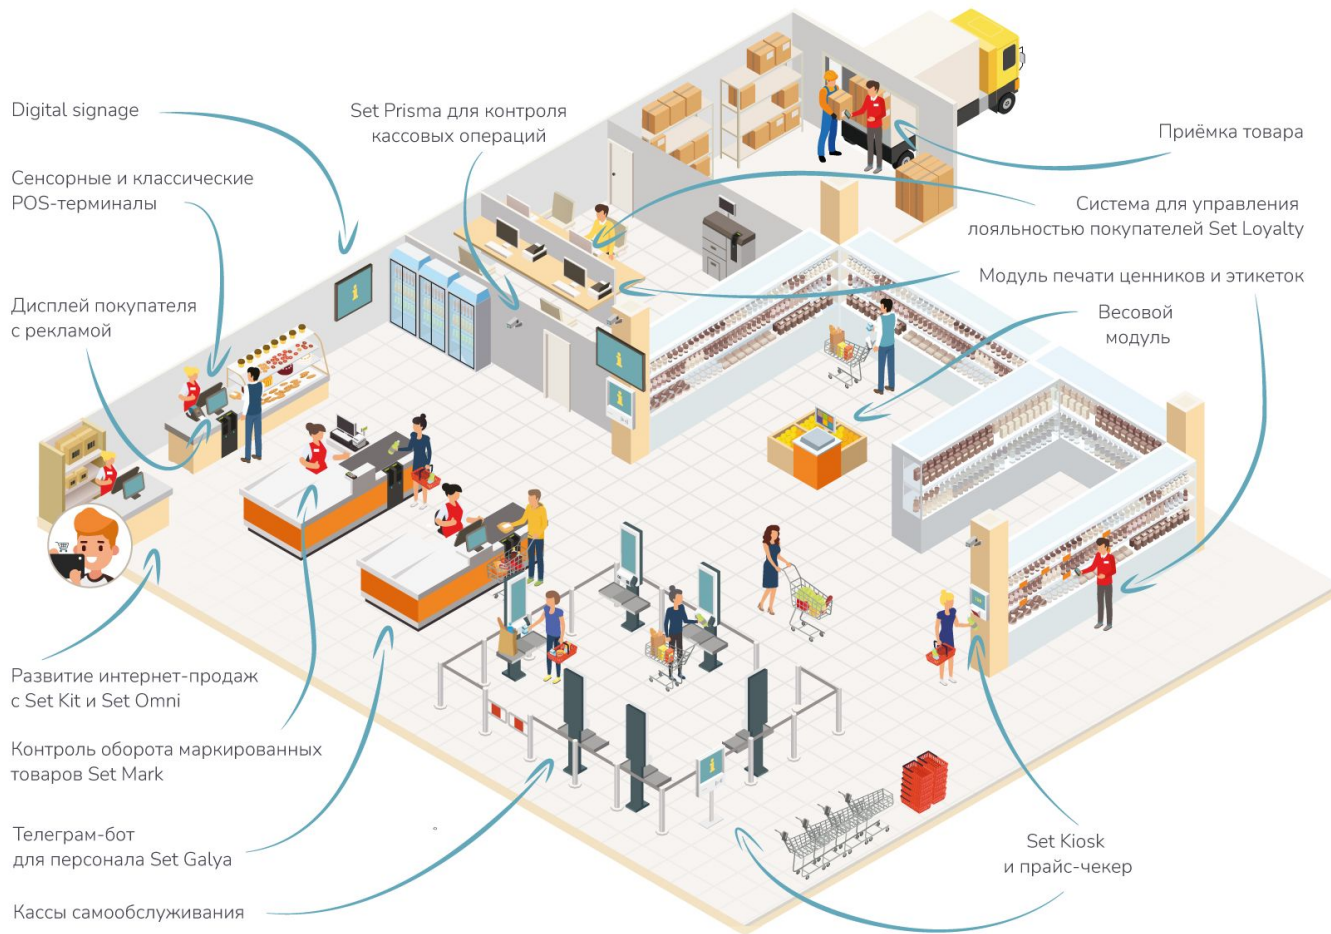 Digital signage
Сенсорные и классические
POS-терминалы
Дисплей покупателя
с рекламой
Set Prisma для контроля
кассовых операций
Приёмка товара
Система для управления
лояльностью покупателей Set Loyalty
Модуль печати ценников и этикеток
Весовой
модуль
Развитие интернет-продаж
с Set Kit и Set Omni
Контроль оборота маркированных
товаров Set Mark
Телеграм-бот
для персонала Set Galya
Кассы самообслуживания
Set Kiosk
и прайс-чекер